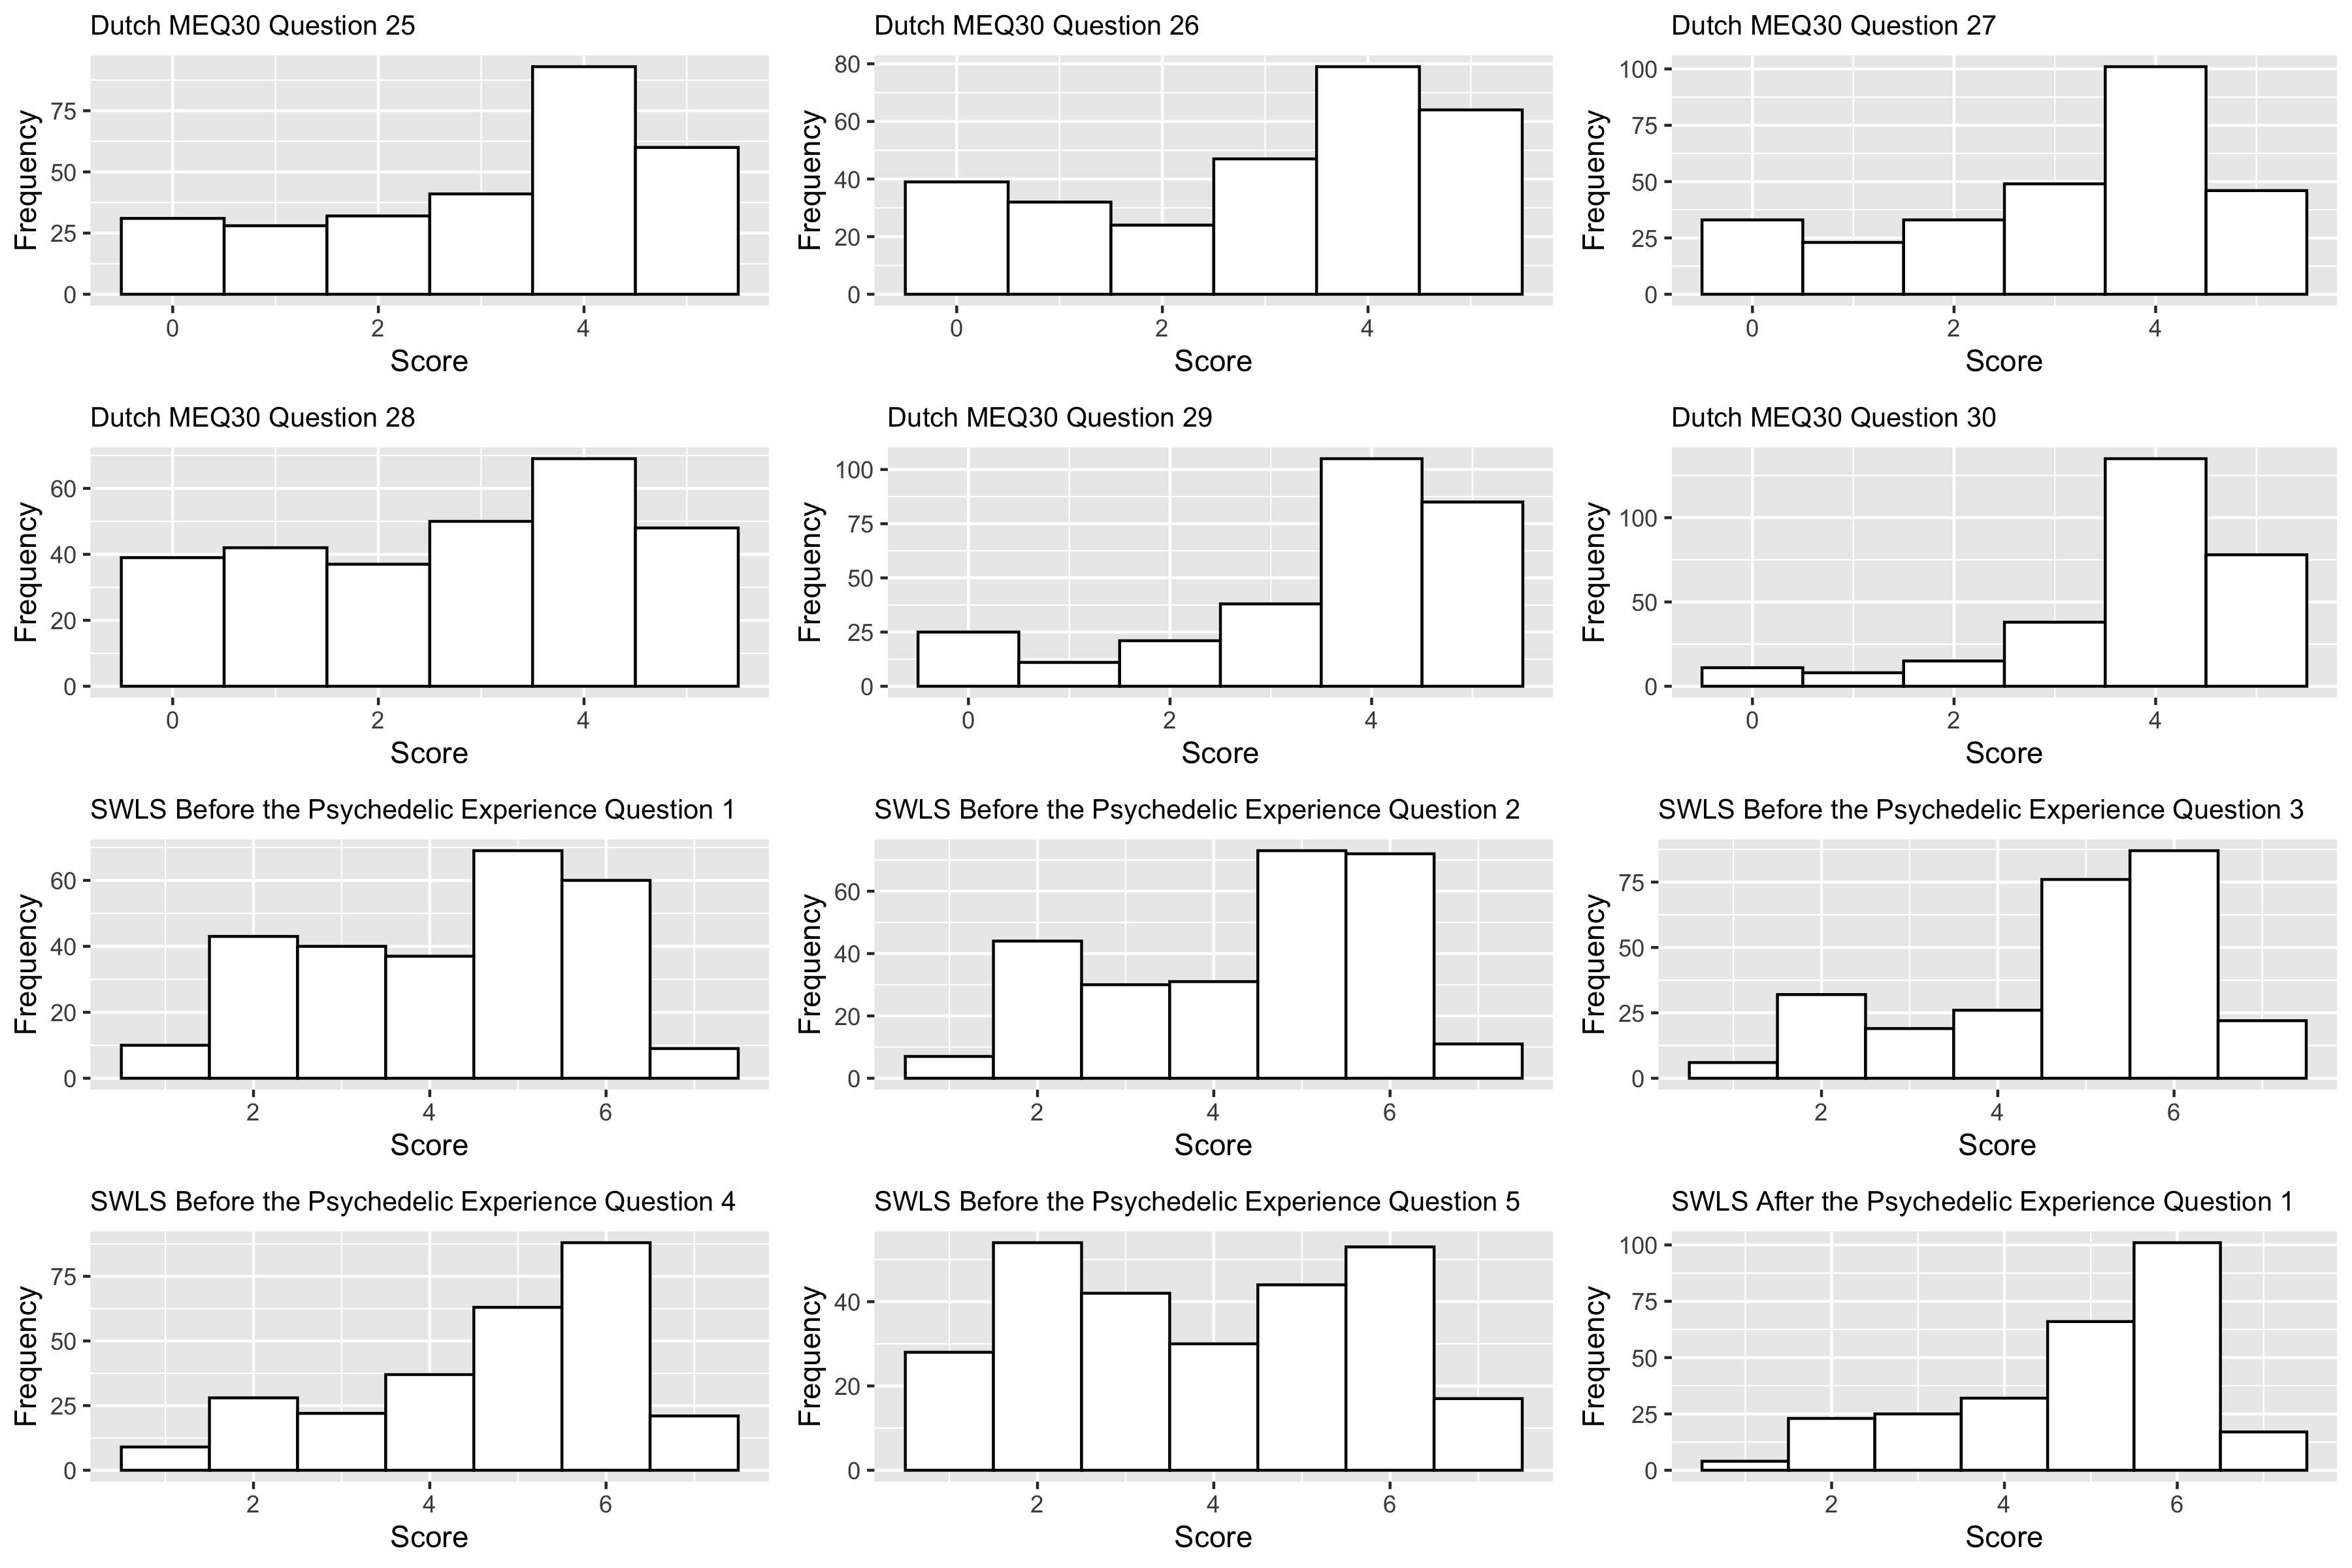 Dutch MEQ30 Question 25
Frequency
75
50
25
0
0 2 4
Score
Dutch MEQ30 Question 26
Frequency
80
60
40
20
0
0 2 4
Score
Dutch MEQ30 Question 27
Frequency
100
75
50
25
0
0 2 4
Score
Dutch MEQ30 Question 28
Frequency
60
40
20
0
0 2 4
Score
Dutch MEQ30 Question 29
Frequency
100
75
50
25
0
0 2 4
Score
Dutch MEQ30 Question 30
Frequency
100
50
0
0 2 4
Score
SWLS Before the Psychedelic Experience Question 1
Frequency
60
40
20
0
2 4 6
Score
SWLS Before the Psychedelic Experience Question 2
Frequency
60
40
20
0
2 4 6
Score
SWLS Before the Psychedelic Experience Question 3
Frequency
75
50
25
0
2 4 6
Score
SWLS Before the Psychedelic Experience Question 4
Frequency
75
50
25
0
2 4 6
Score
SWLS Before the Psychedelic Experience Question 5
Frequency
40
20
0
2 4 6
Score
SWLS After the Psychedelic Experience Question 1
Frequency
100
75
50
25
0
2 4 6
Score